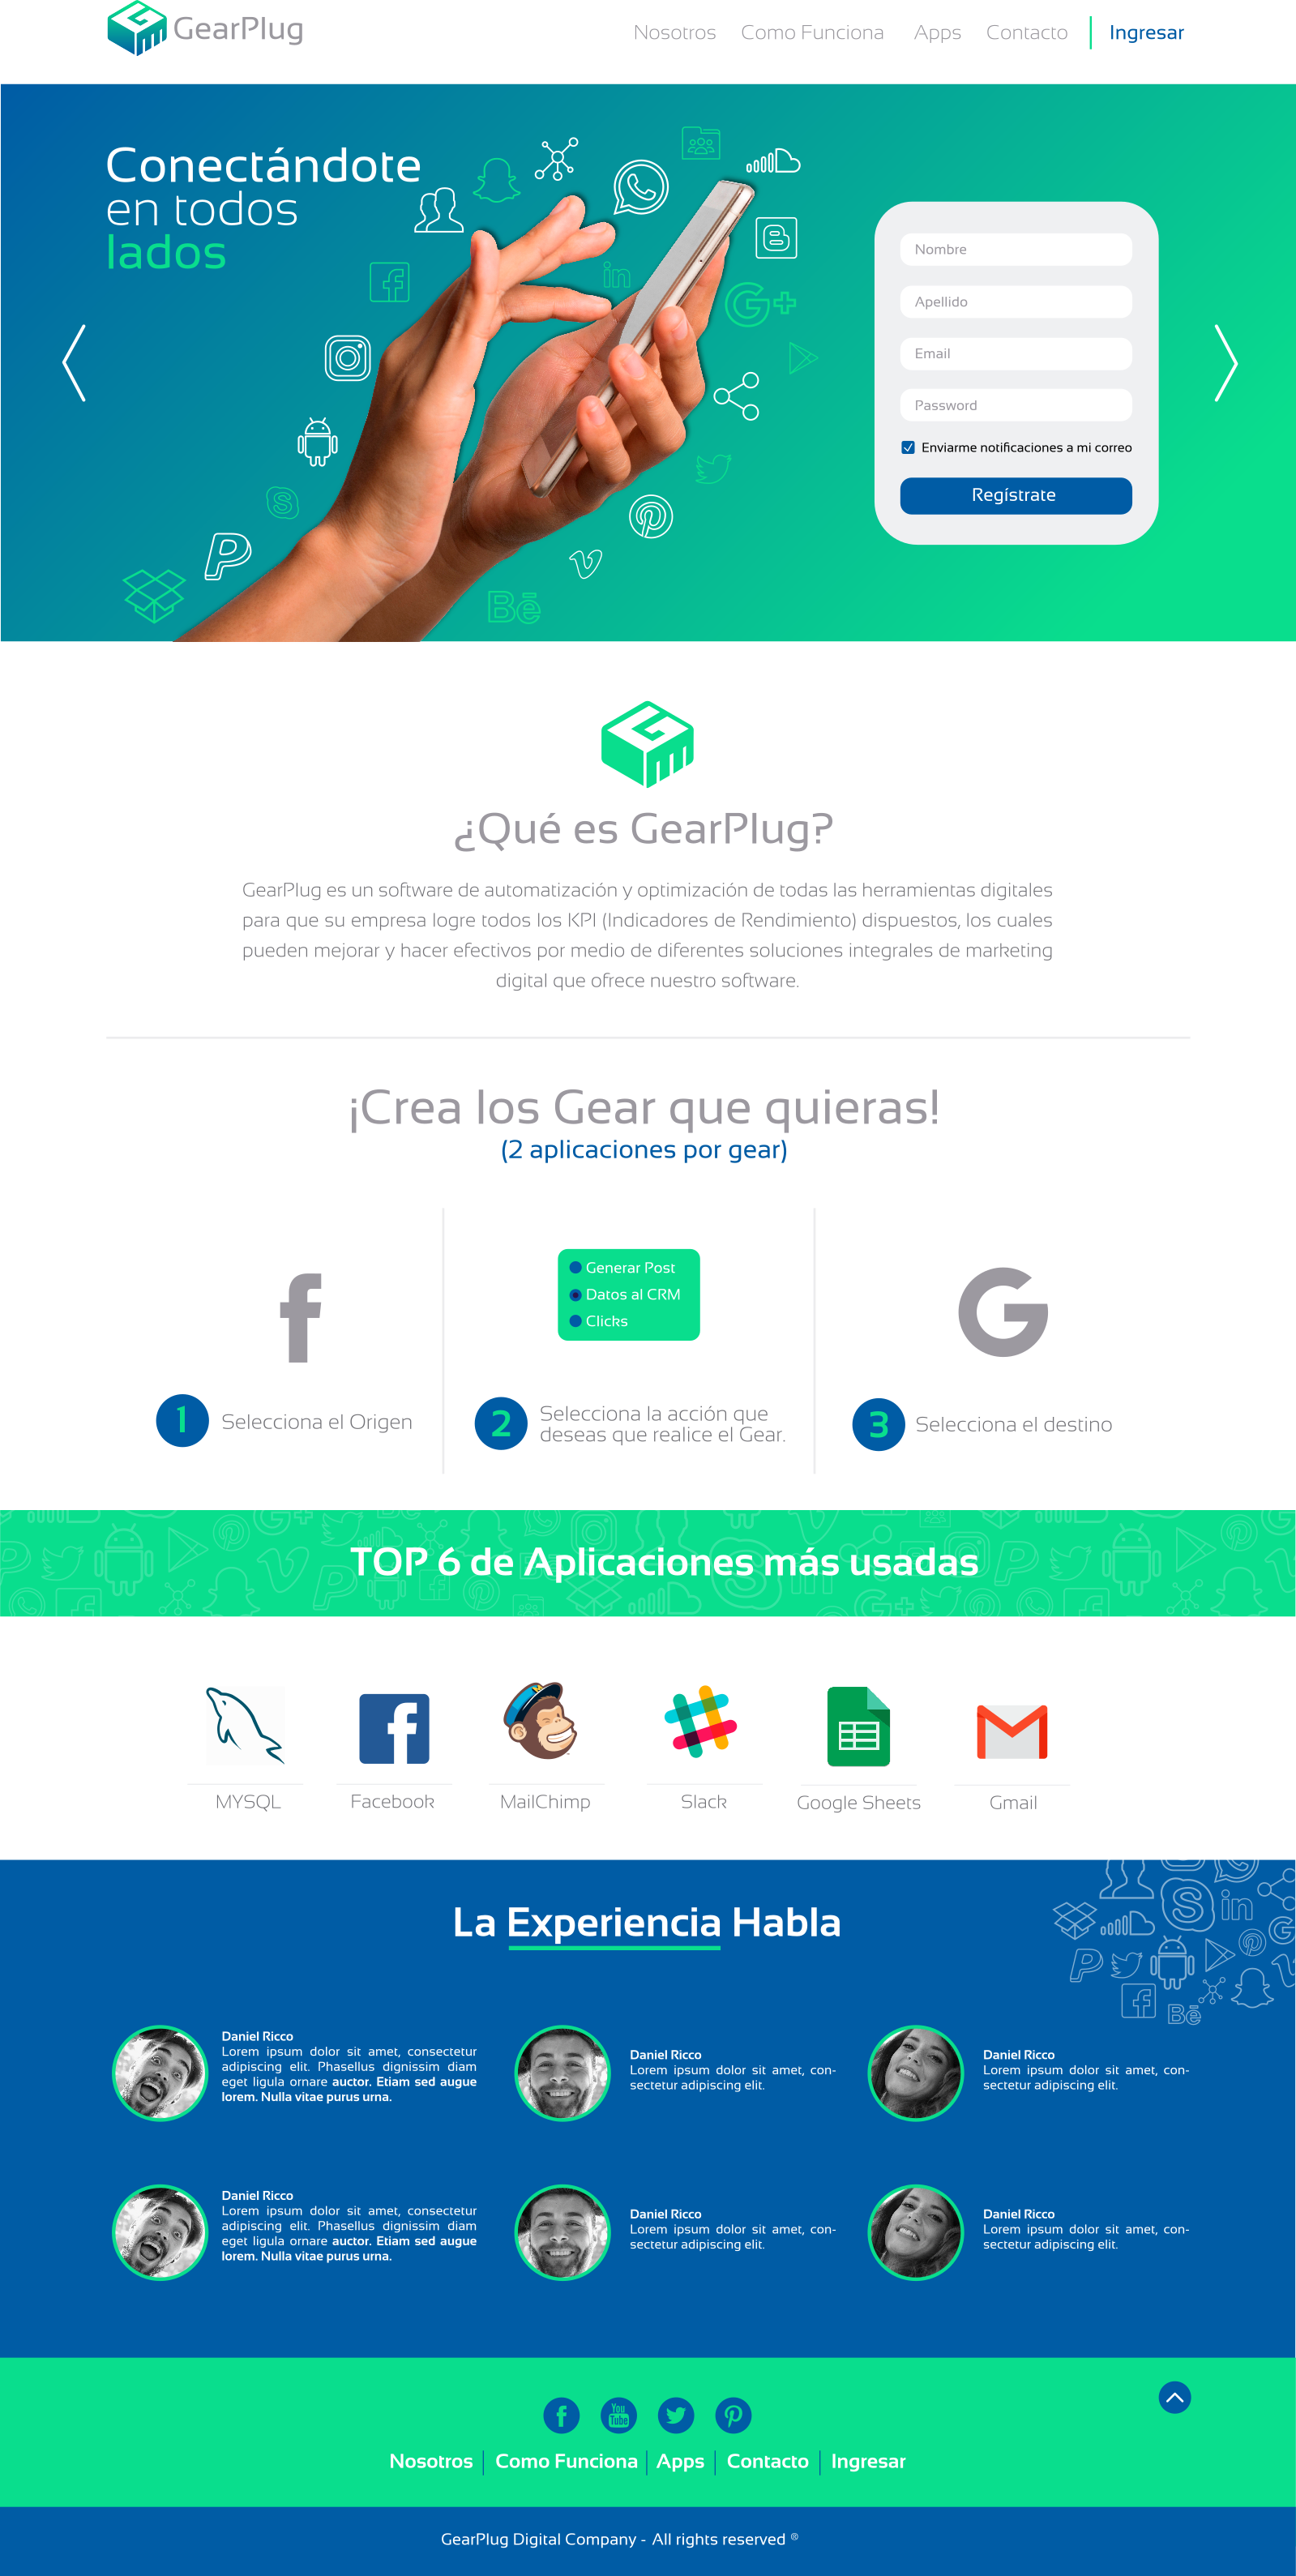 GearPlug
Nosotros Como Funciona Apps Contacto Ingresar
Conectándote
en todos
lados
Nombre
Apellido
Email
Password
Enviarme notificaciones a mi correo
Regístrate
¿Qué es GearPlug?
GearPlug es un software de automatización y optimización de todas las herramientas digitales
para que su empresa logre todos los KPI (Indicadores de Rendimiento) dispuestos, los cuales
pueden mejorar y hacer efectivos por medio de diferentes soluciones integrales de marketing
digital que ofrece nuestro software.
¡Crea los Gear que quieras!
(2 aplicaciones por gear)
Generar Post
Datos al CRM
Clicks
1 Selecciona el Origen
2 Selecciona la acción que
deseas que realice el Gear.
3 Selecciona el destino
TOP 6 de Aplicaciones más usadas
MYSQL
Facebook
MailChimp
Slack
Google Sheets
Gmail
La Experiencia Habla
Daniel Ricco
Lorem ipsum dolor sit amet, consectetur
adipiscing elit. Phasellus dignissim diam
eget ligula ornare auctor. Etiam sed augue
lorem. Nulla vitae purus urna.
Daniel Ricco
Lorem ipsum dolor sit amet, con-
sectetur adipiscing elit.
Daniel Ricco
Lorem ipsum dolor sit amet, con-
sectetur adipiscing elit.
Daniel Ricco
Lorem ipsum dolor sit amet, consectetur
adipiscing elit. Phasellus dignissim diam
eget ligula ornare auctor. Etiam sed augue
lorem. Nulla vitae purus urna.
Daniel Ricco
Lorem ipsum dolor sit amet, con-
sectetur adipiscing elit.
Daniel Ricco
Lorem ipsum dolor sit amet, con-
sectetur adipiscing elit.
You
Tube
Nosotros Como Funciona Apps Contacto Ingresar
GearPlug Digital Company - All rights reserved ®